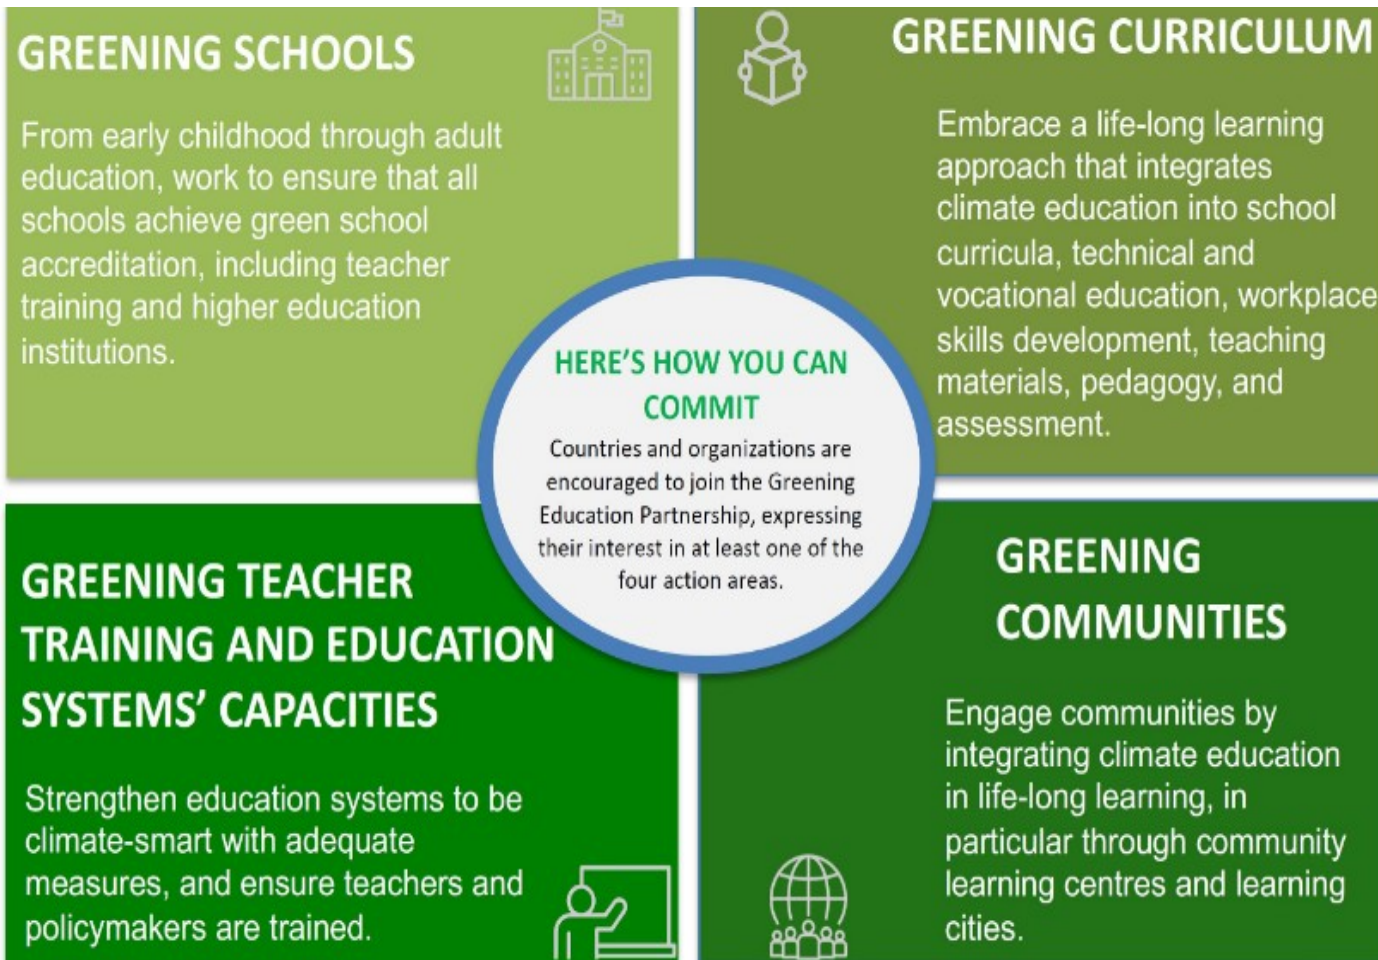 GREENING SCHOOLS
From early childhood through adult
education, work to ensure that all
schools achieve green school
accreditation, including teacher
training and higher education
institutions.
GREENING CURRICULUM
Embrace a life-long learning
approach that integrates
climate education into school
curricula, technical and
vocational education, workplace
skills development, teaching
materials, pedagogy, and
assessment.
HERE'S HOW YOU CAN
COMMIT
Countries and organizations are
encouraged to join the Greening
Education Partnership, expressing
their interest in at least one of the
four action areas.
GREENING TEACHER
TRAINING AND EDUCATION
SYSTEMS' CAPACITIES
Strengthen education systems to be
climate-smart with adequate
measures, and ensure teachers and
policymakers are trained.
GREENING
COMMUNITIES
Engage communities by
integrating climate education
in life-long learning, in
particular through community
learning centres and learning
cities.